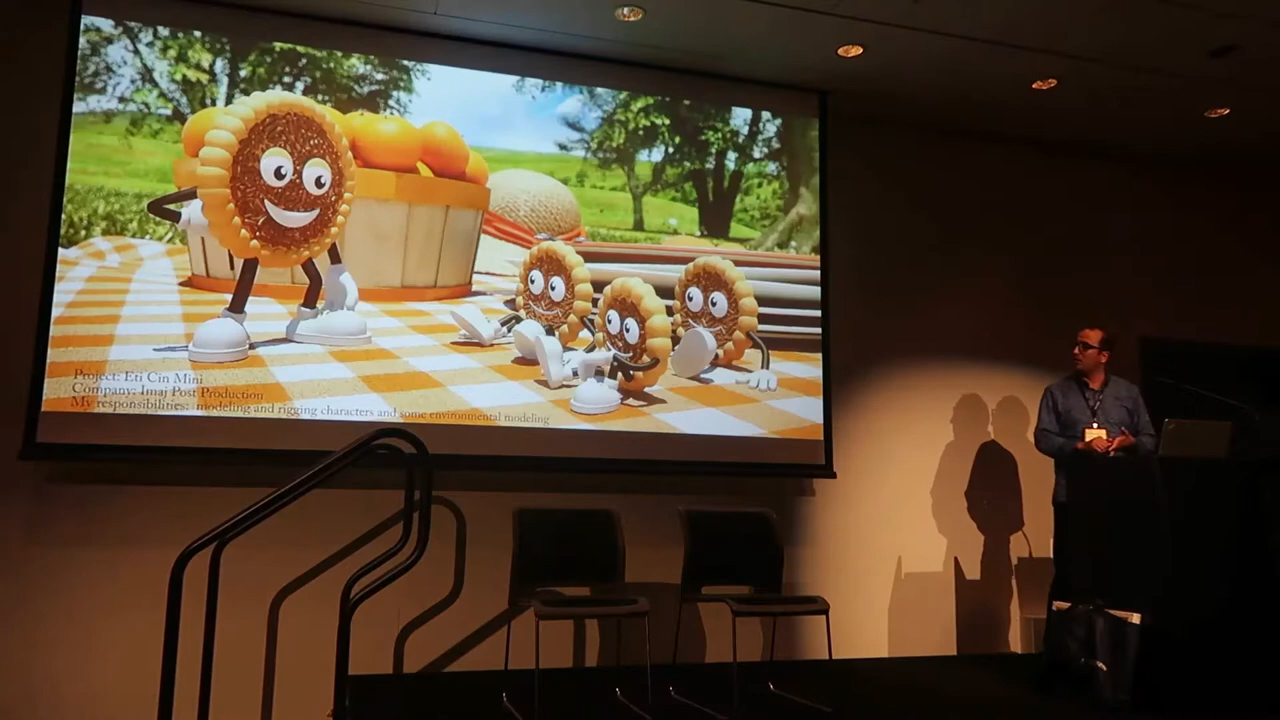 Project: Eti Cin Mini
Company: Imaj Post Production
My responsibilities: modeling and rigging characters and some environmental modeling